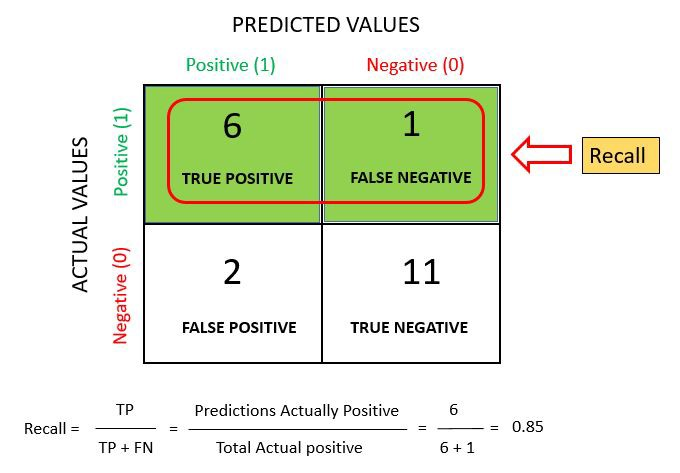 PREDICTED VALUES
Positive (1) Negative (0)
ACTUAL VALUES
Positive (1)
6 1
TRUE POSITIVE FALSE NEGATIVE
Recall
Negative (0)
2 11
FALSE POSITIVE TRUE NEGATIVE
Recall = TP / TP + FN = Predictions Actually Positive / Total Actual positive = 6 / 6 + 1 = 0.85